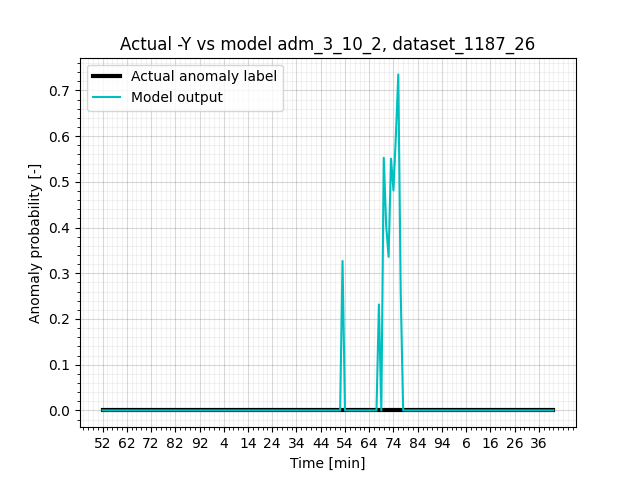 Actual -Y vs model adm_3_10_2, dataset_1187_26
Actual anomaly label
Model output
Anomaly probability [-]
0.7
0.6
0.5
0.4
0.3
0.2
0.1
0.0
52 62 72 82 92 4 14 24 34 44 54 64 74 84 94 6 16 26 36
Time [min]